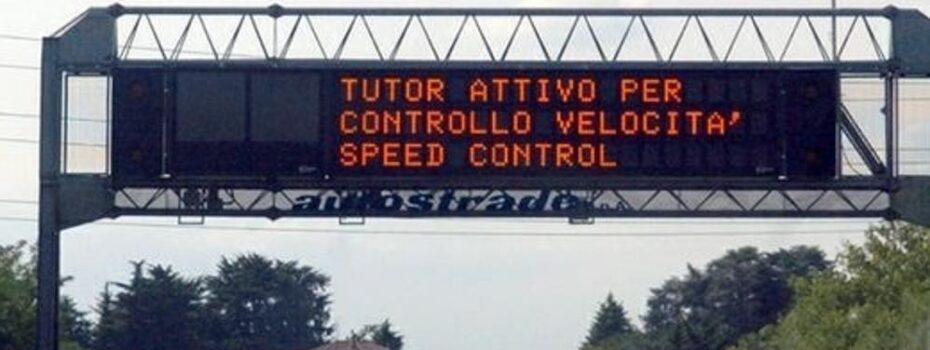 TUTOR ATTIVO PER
CONTROLLO VELOCITA'
SPEED CONTROL
autostrade